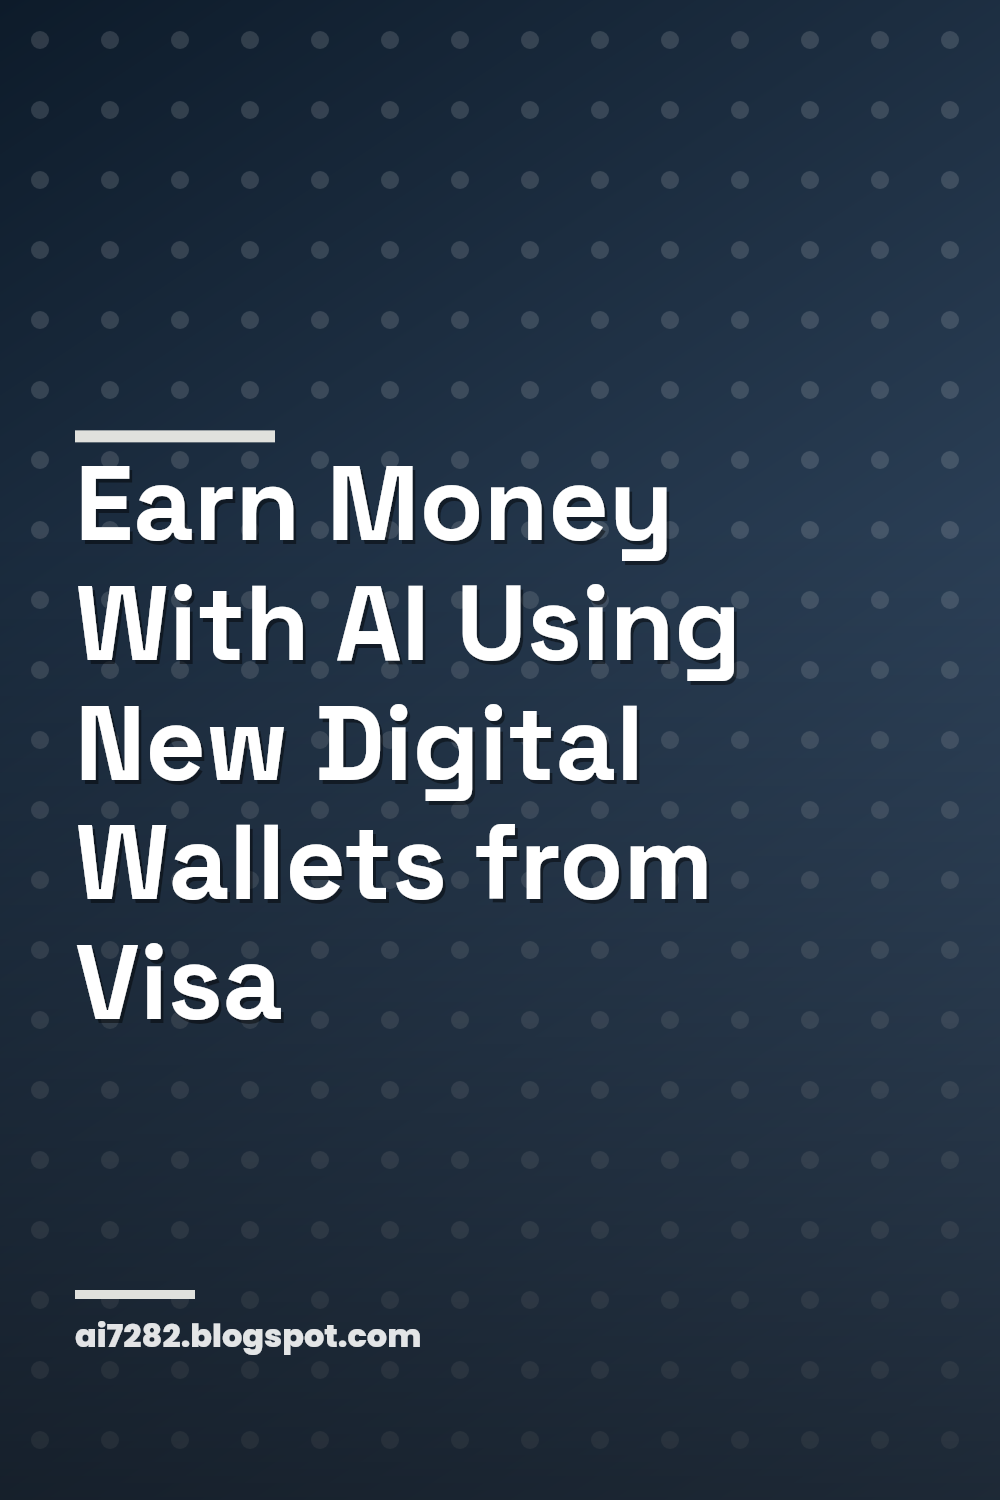 Earn Money
With AI Using
New Digital
Wallets from
Visa
ai7282.blogspot.com